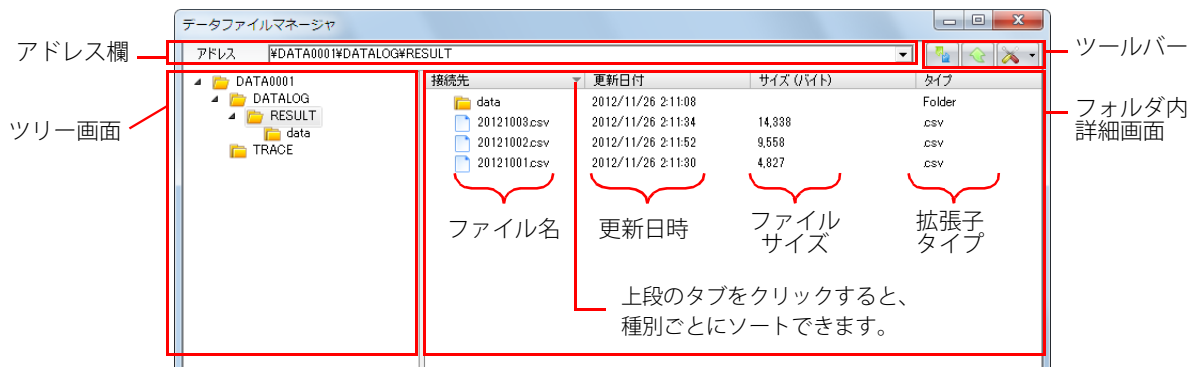 データファイルマネージャ
アドレス欄
アドレス ¥DATA0001¥DATALOG¥RESULT
ツールバー
ツリー画面
DATA0001
DATALOG
RESULT
data
TRACE
接続先 更新日付 サイズ(バイト) タイプ
data 2012/11/26 2:11:08 Folder
20121003.csv 2012/11/26 2:11:34 14,338 .csv
20121002.csv 2012/11/26 2:11:52 9,558 .csv
20121001.csv 2012/11/26 2:11:30 4,827 .csv
フォルダ内
詳細画面
ファイル名
更新日時
ファイル
サイズ
拡張子
タイプ
上段のタブをクリックすると、
種別ごとにソートできます。